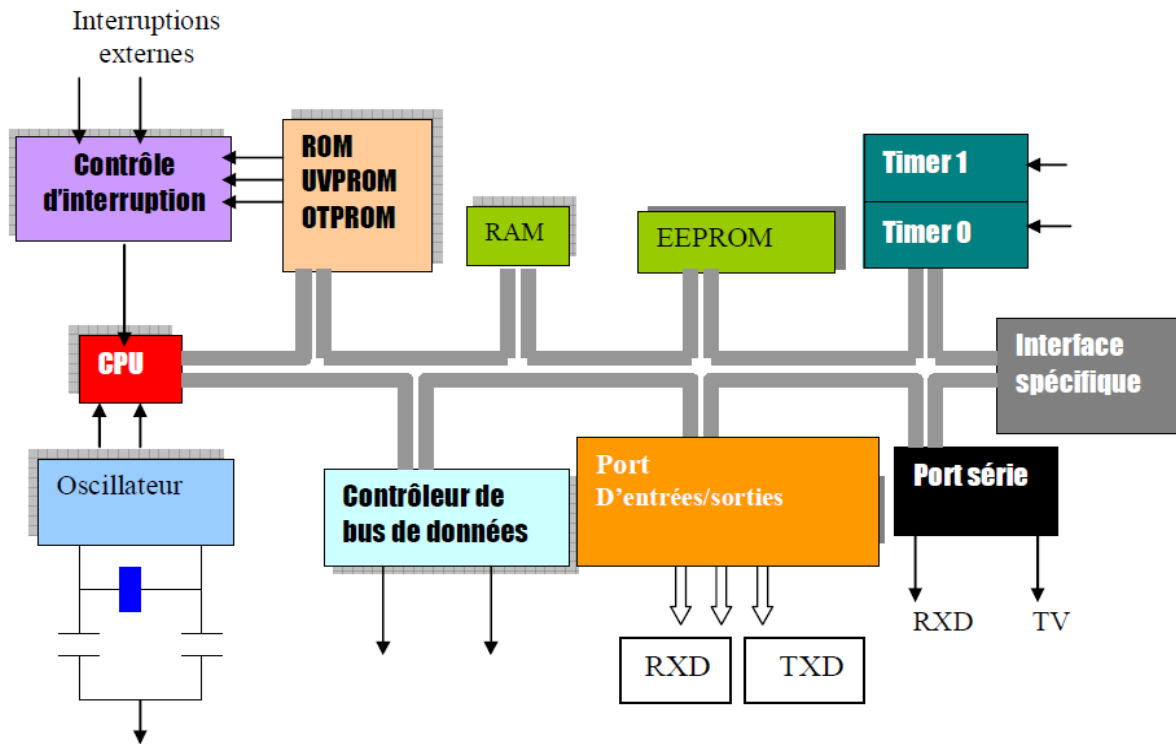 Interruptions
externes
Contrôle
d'interruption
ROM
UVPROM
OTPROM
RAM
EEPROM
Timer 1
Timer 0
CPU
Interface
spécifique
Oscillateur
Contrôleur de
bus de données
Port
D'entrées/sorties
Port série
RXD
TV
RXD
TXD